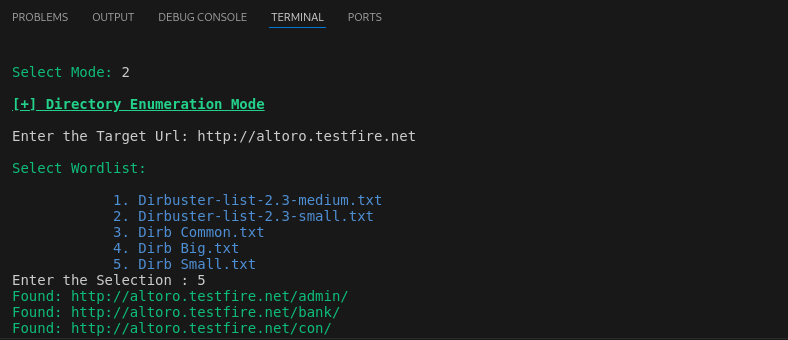 PROBLEMS OUTPUT DEBUG CONSOLE TERMINAL PORTS
Select Mode: 2
[+] Directory Enumeration Mode
Enter the Target Url: http://altoro.testfire.net
Select Wordlist:
1. Dirbuster-list-2.3-medium.txt
2. Dirbuster-list-2.3-small.txt
3. Dirb Common.txt
4. Dirb Big.txt
5. Dirb Small.txt
Enter the Selection : 5
Found: http://altoro.testfire.net/admin/
Found: http://altoro.testfire.net/bank/
Found: http://altoro.testfire.net/con/